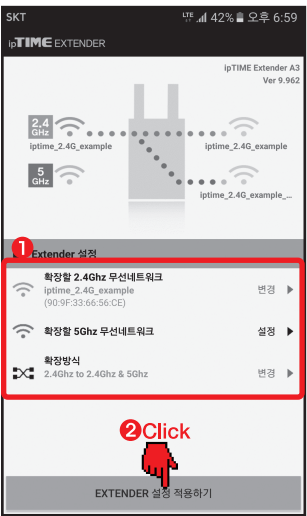 SKT LTE 42% 오후 6:59
ipTIME EXTENDER
ipTIME Extender A3
Ver 9.962
2.4 GHz
iptime_2.4G_example iptime_2.4G_example
5 GHz
iptime_2.4G_example_...
1 Extender 설정
확장할 2.4Ghz 무선네트워크
iptime_2.4G_example 변경
(90:9F:33:66:56:CE)
확장할 5Ghz 무선네트워크 설정
확장방식
2.4Ghz to 2.4Ghz & 5Ghz 변경
2Click
EXTENDER 설정 적용하기